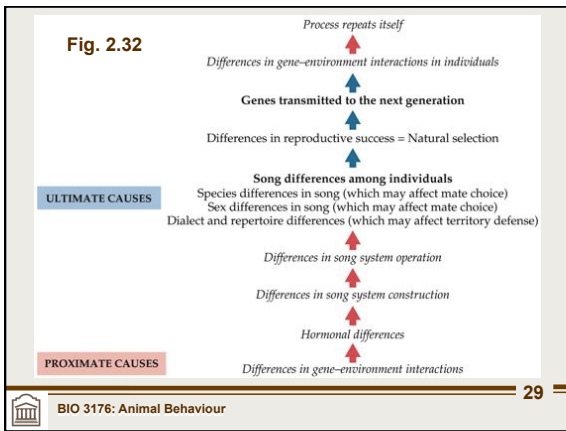 Fig. 2.32
Process repeats itself
Differences in gene–environment interactions in individuals
Genes transmitted to the next generation
Differences in reproductive success = Natural selection
Song differences among individuals
Species differences in song (which may affect mate choice)
Sex differences in song (which may affect mate choice)
Dialect and repertoire differences (which may affect territory defense)
ULTIMATE CAUSES
Differences in song system operation
Differences in song system construction
Hormonal differences
Differences in gene–environment interactions
PROXIMATE CAUSES
29
BIO 3176: Animal Behaviour